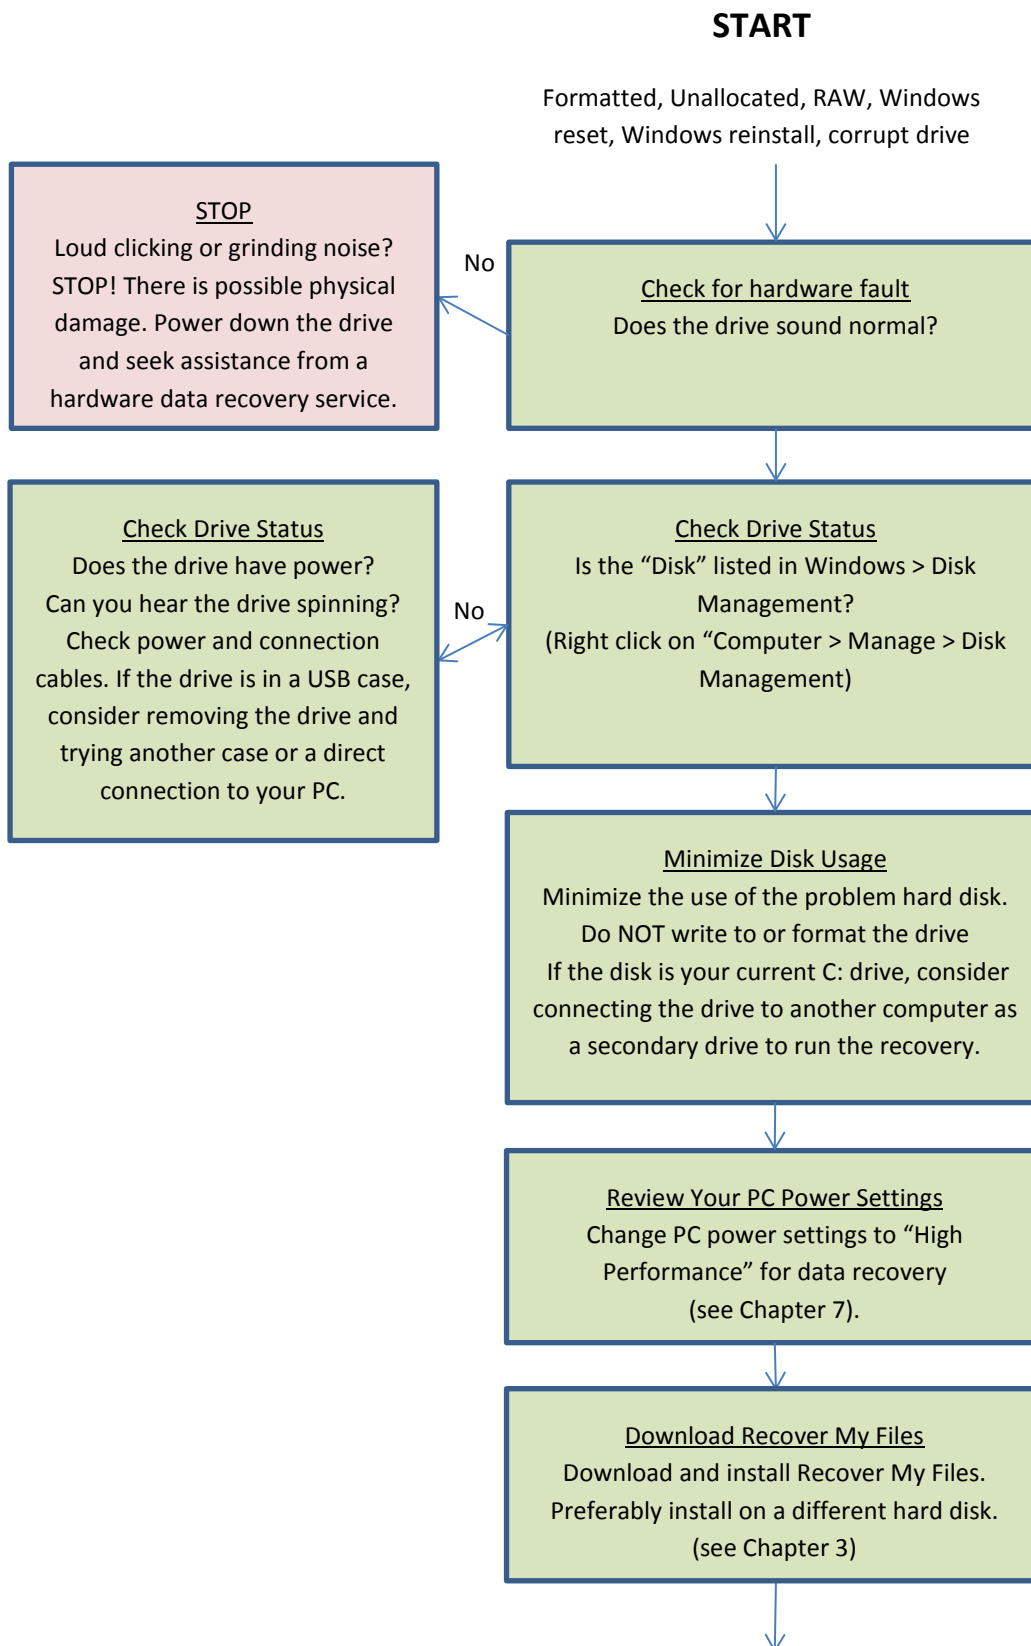 START
Formatted, Unallocated, RAW, Windows
reset, Windows reinstall, corrupt drive
STOP
Loud clicking or grinding noise?
STOP! There is possible physical
damage. Power down the drive
and seek assistance from a
hardware data recovery service.
No
Check for hardware fault
Does the drive sound normal?
Check Drive Status
Does the drive have power?
Can you hear the drive spinning?
Check power and connection
cables. If the drive is in a USB case,
consider removing the drive and
trying another case or a direct
connection to your PC.
No
Check Drive Status
Is the “Disk” listed in Windows > Disk
Management?
(Right click on “Computer > Manage > Disk
Management)
Minimize Disk Usage
Minimize the use of the problem hard disk.
Do NOT write to or format the drive
If the disk is your current C: drive, consider
connecting the drive to another computer as
a secondary drive to run the recovery.
Review Your PC Power Settings
Change PC power settings to “High
Performance” for data recovery
(see Chapter 7).
Download Recover My Files
Download and install Recover My Files.
Preferably install on a different hard disk.
(see Chapter 3)